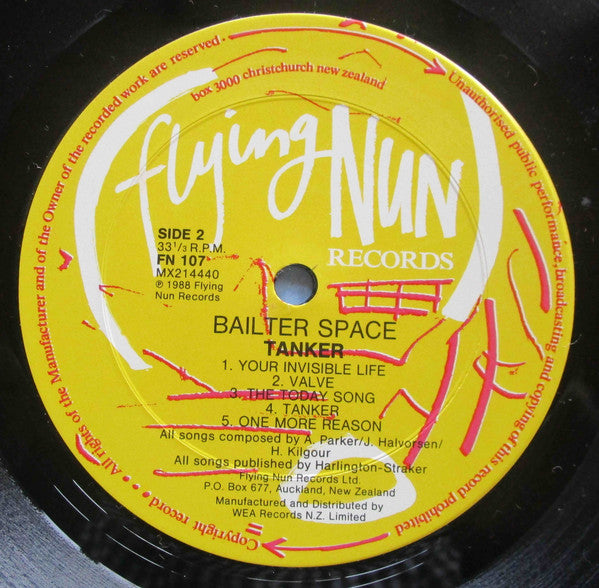 Copyright record . . . All rights of the Manufacturer and of the Owner of the recorded work are reserved.
Unauthorised public performance, broadcasting and copying of this record prohibited
box 3000 christchurch new zealand
flying NUN
RECORDS
SIDE 2
33 1/3 R.P.M.
FN 107
MX214440
℗ 1988 Flying
Nun Records
BAILTER SPACE
TANKER
1. YOUR INVISIBLE LIFE
2. VALVE
3. THE TODAY SONG
4. TANKER
5. ONE MORE REASON
All songs composed by A. Parker/J. Halvorsen/
H. Kilgour
All songs published by Harlington-Straker
Flying Nun Records Ltd.
P.O. Box 677, Auckland, New Zealand
Manufactured and Distributed by
WEA Records N.Z. Limited